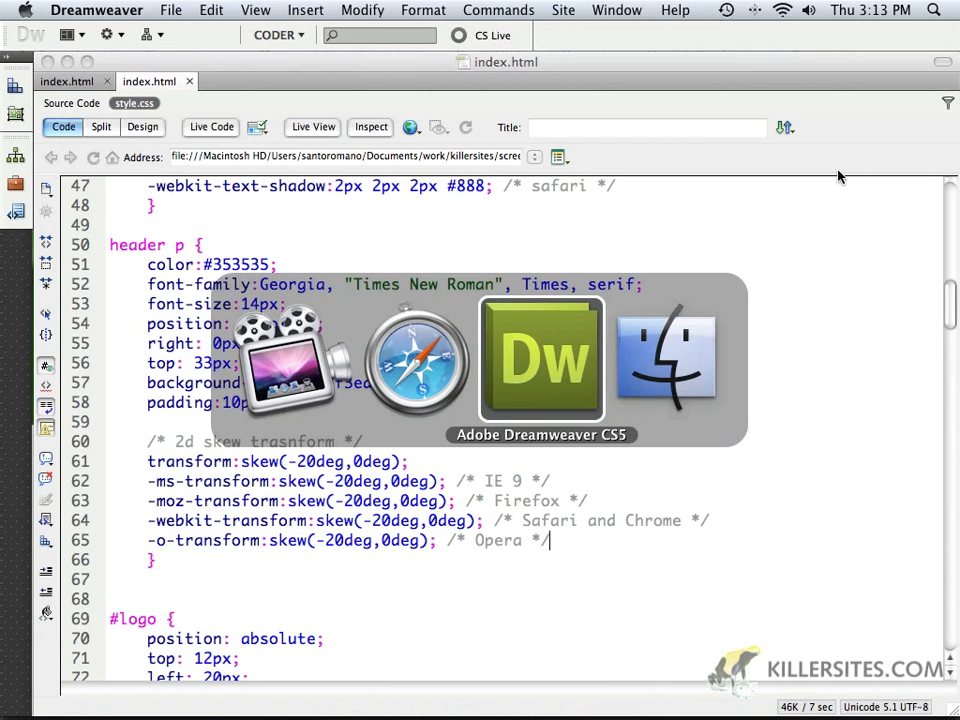 Dreamweaver File Edit View Insert Modify Format Commands Site Window Help Thu 3:13 PM
Dw CODER CS Live
index.html
index.html × index.html ×
Source Code style.css
Code Split Design Live Code Live View Inspect Title:
Address: file:///Macintosh HD/Users/santoromano/Documents/work/killersites/scree
47 -webkit-text-shadow:2px 2px 2px #888; /* safari */
48 }
49
50 header p {
51 color:#353535;
52 font-family:Georgia, "Times New Roman", Times, serif;
53 font-size:14px;
54 position:
55 right: 0px
56 top: 33px;
57 background-
58 padding:10p
59
60 /* 2d skew trasnform */
61 transform:skew(-20deg,0deg);
62 -ms-transform:skew(-20deg,0deg); /* IE 9 */
63 -moz-transform:skew(-20deg,0deg); /* Firefox */
64 -webkit-transform:skew(-20deg,0deg); /* Safari and Chrome */
65 -o-transform:skew(-20deg,0deg); /* Opera */
66 }
67
68
69 #logo {
70 position: absolute;
71 top: 12px;
72 left: 20px;
Dw
Adobe Dreamweaver CS5
KILLERSITES.COM
46K / 7 sec Unicode 5.1 UTF-8